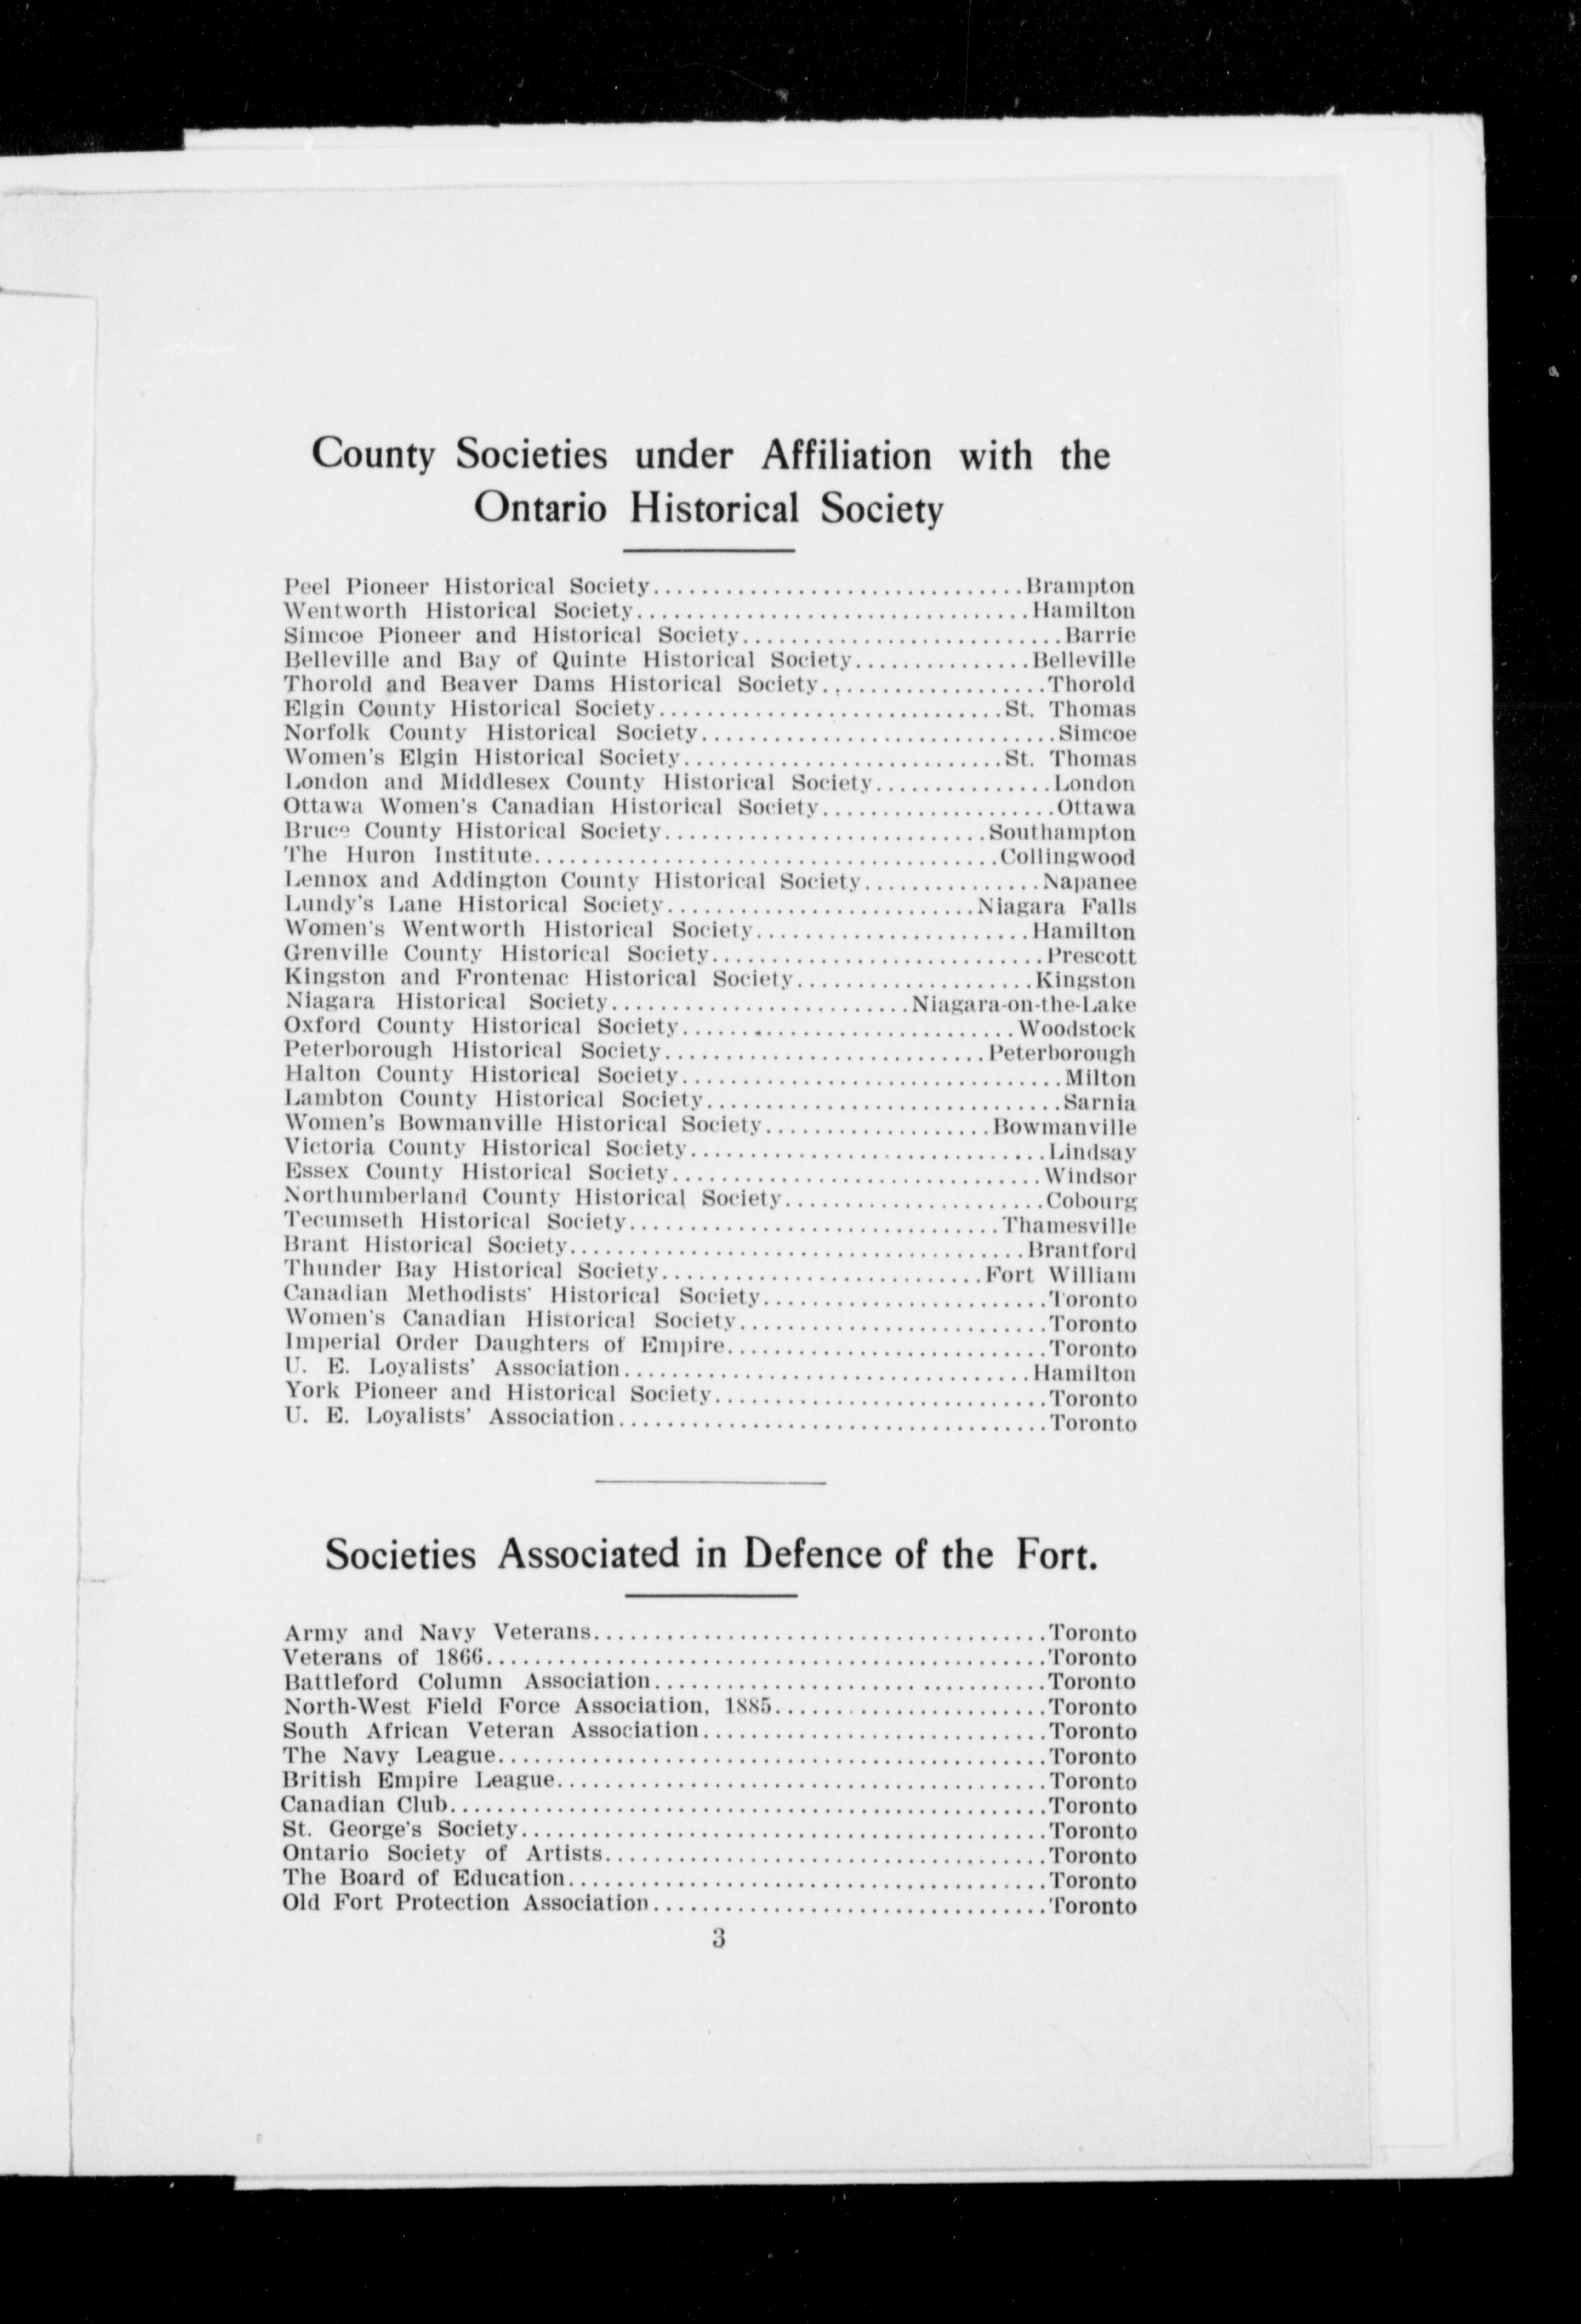 County Societies under Affiliation with the
Ontario Historical Society
Peel Pioneer Historical Society..............................Brampton
Wentworth Historical Society................................Hamilton
Simcoe Pioneer and Historical Society..........................Barrie
Belleville and Bay of Quinte Historical Society...............Belleville
Thorold and Beaver Dams Historical Society...................Thorold
Elgin County Historical Society............................St. Thomas
Norfolk County Historical Society.............................Simcoe
Women's Elgin Historical Society............................St. Thomas
London and Middlesex County Historical Society...............London
Ottawa Women's Canadian Historical Society...................Ottawa
Bruce County Historical Society..........................Southampton
The Huron Institute......................................Collingwood
Lennox and Addington County Historical Society...............Napanee
Lundy's Lane Historical Society.........................Niagara Falls
Women's Wentworth Historical Society.......................Hamilton
Grenville County Historical Society...........................Prescott
Kingston and Frontenac Historical Society....................Kingston
Niagara Historical Society.........................Niagara-on-the-Lake
Oxford County Historical Society............................Woodstock
Peterborough Historical Society...........................Peterborough
Halton County Historical Society...............................Milton
Lambton County Historical Society.............................Sarnia
Women's Bowmanville Historical Society...................Bowmanville
Victoria County Historical Society.............................Lindsay
Essex County Historical Society..............................Windsor
Northumberland County Historical Society......................Cobourg
Tecumseth Historical Society..............................Thamesville
Brant Historical Society.....................................Brantford
Thunder Bay Historical Society...........................Fort William
Canadian Methodists' Historical Society.......................Toronto
Women's Canadian Historical Society.........................Toronto
Imperial Order Daughters of Empire..........................Toronto
U. E. Loyalists' Association.................................Hamilton
York Pioneer and Historical Society...........................Toronto
U. E. Loyalists' Association...................................Toronto
Societies Associated in Defence of the Fort.
Army and Navy Veterans.....................................Toronto
Veterans of 1866..............................................Toronto
Battleford Column Association................................Toronto
North-West Field Force Association, 1885......................Toronto
South African Veteran Association............................Toronto
The Navy League.............................................Toronto
British Empire League........................................Toronto
Canadian Club.................................................Toronto
St. George's Society...........................................Toronto
Ontario Society of Artists....................................Toronto
The Board of Education.......................................Toronto
Old Fort Protection Association................................Toronto
3